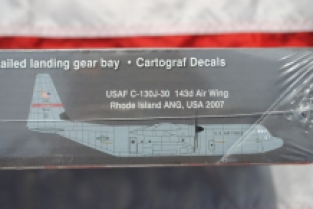 ailed landing gear bay • Cartograf Decals
USAF C-130J-30 143d Air Wing
Rhode Island ANG, USA 2007